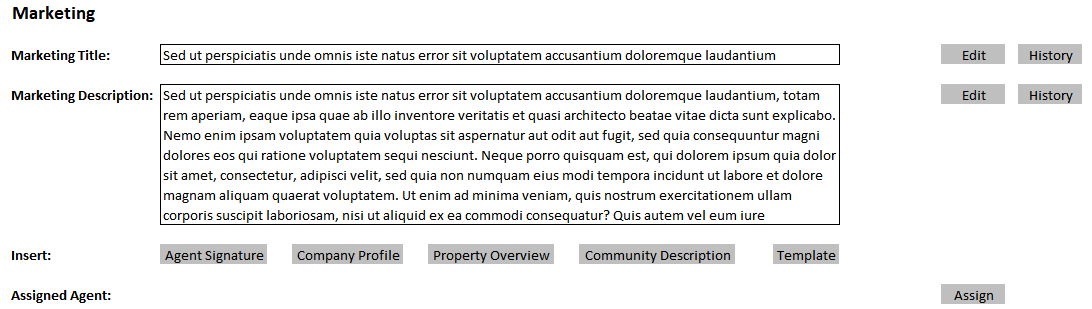 Marketing
Marketing Title: Sed ut perspiciatis unde omnis iste natus error sit voluptatem accusantium doloremque laudantium Edit History
Marketing Description: Sed ut perspiciatis unde omnis iste natus error sit voluptatem accusantium doloremque laudantium, totam Edit History
rem aperiam, eaque ipsa quae ab illo inventore veritatis et quasi architecto beatae vitae dicta sunt explicabo.
Nemo enim ipsam voluptatem quia voluptas sit aspernatur aut odit aut fugit, sed quia consequuntur magni
dolores eos qui ratione voluptatem sequi nesciunt. Neque porro quisquam est, qui dolorem ipsum quia dolor
sit amet, consectetur, adipisci velit, sed quia non numquam eius modi tempora incidunt ut labore et dolore
magnam aliquam quaerat voluptatem. Ut enim ad minima veniam, quis nostrum exercitationem ullam
corporis suscipit laboriosam, nisi ut aliquid ex ea commodi consequatur? Quis autem vel eum iure
Insert: Agent Signature Company Profile Property Overview Community Description Template
Assigned Agent: Assign